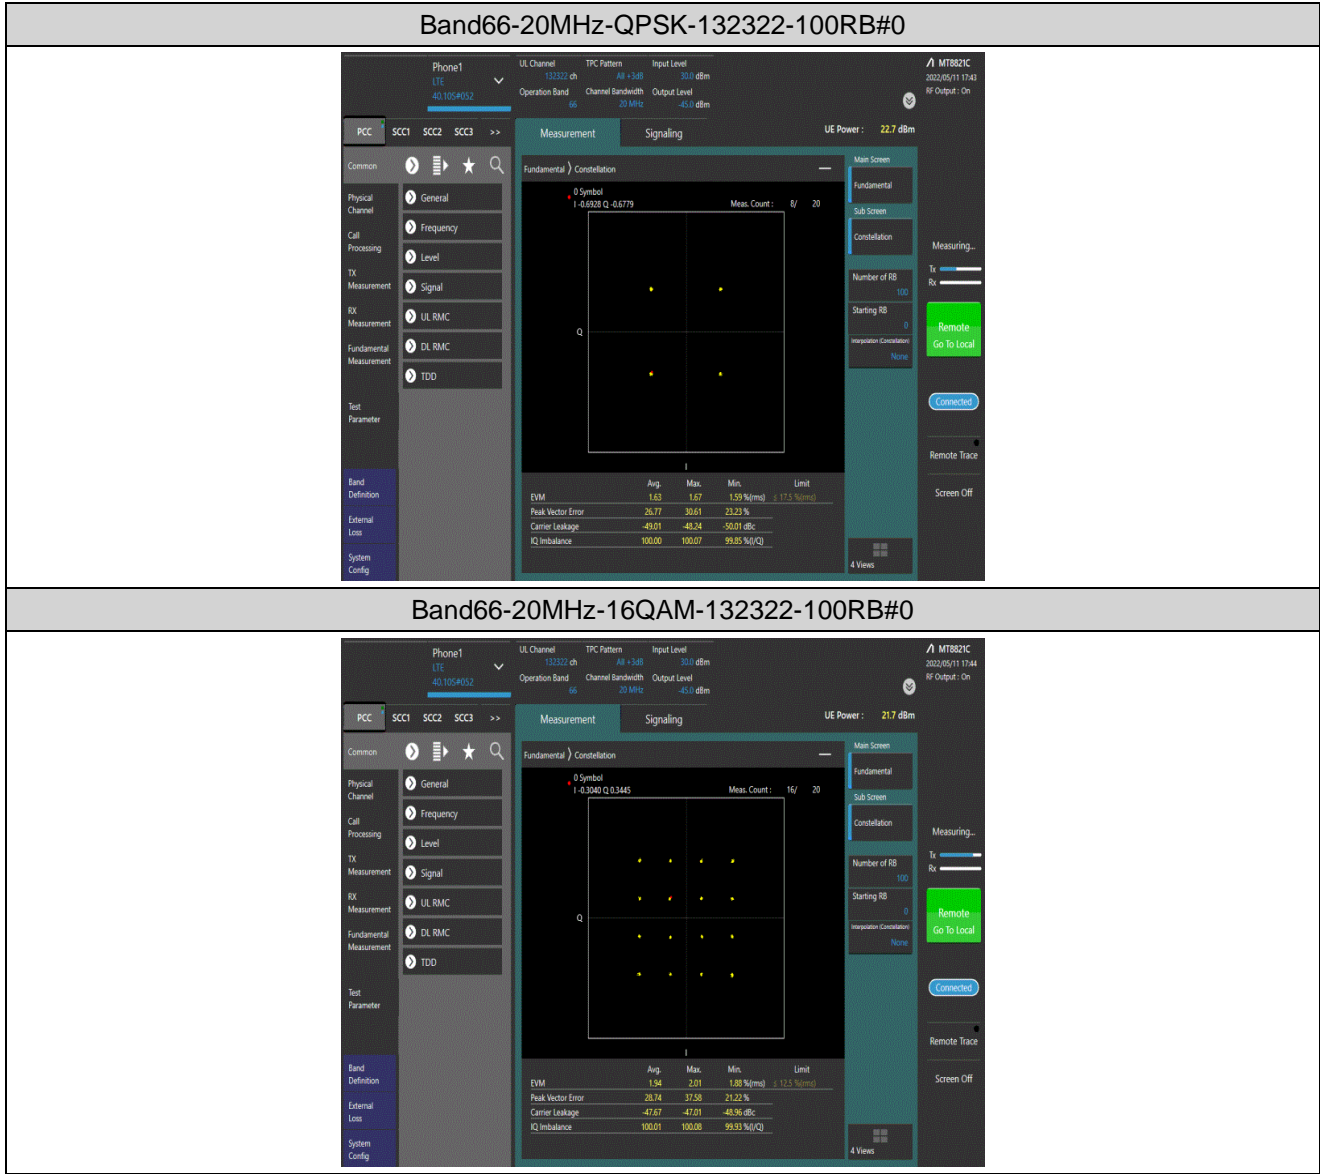 Band66-20MHz-QPSK-132322-100RB#0
Phone1
LTE
40.10S#052
UL Channel TPC Pattern Input Level
132322 ch All +3dB 30.0 dBm
Operation Band Channel Bandwidth Output Level
66 20 MHz -45.0 dBm
MT8821C
2022/05/11 17:43
RF Output : On
PCC SCC1 SCC2 SCC3 >>
Measurement Signaling
UE Power : 22.7 dBm
Common
Physical
Channel
Call
Processing
TX
Measurement
RX
Measurement
Fundamental
Measurement
Test
Parameter
Band
Definition
External
Loss
System
Config
General
Frequency
Level
Signal
UL RMC
DL RMC
TDD
Fundamental Constellation
0 Symbol
I -0.6928 Q -0.6779 Meas. Count : 8/ 20
Q
I
Avg. Max. Min. Limit
EVM 1.63 1.67 1.59 %(rms) ≤ 17.5 %(rms)
Peak Vector Error 26.77 30.61 23.23 %
Carrier Leakage -49.01 -48.24 -50.01 dBc
IQ Imbalance 100.00 100.07 99.85 %(I/Q)
Main Screen
Fundamental
Sub Screen
Constellation
Number of RB
100
Starting RB
0
Interpolation (Constellation)
None
4 Views
Measuring...
Tx
Rx
Remote
Go To Local
Connected
Remote Trace
Screen Off
Band66-20MHz-16QAM-132322-100RB#0
Phone1
LTE
40.10S#052
UL Channel TPC Pattern Input Level
132322 ch All +3dB 30.0 dBm
Operation Band Channel Bandwidth Output Level
66 20 MHz -45.0 dBm
MT8821C
2022/05/11 17:44
RF Output : On
PCC SCC1 SCC2 SCC3 >>
Measurement Signaling
UE Power : 21.7 dBm
Common
Physical
Channel
Call
Processing
TX
Measurement
RX
Measurement
Fundamental
Measurement
Test
Parameter
Band
Definition
External
Loss
System
Config
General
Frequency
Level
Signal
UL RMC
DL RMC
TDD
Fundamental Constellation
0 Symbol
I -0.3040 Q 0.3445 Meas. Count : 16/ 20
Q
I
Avg. Max. Min. Limit
EVM 1.94 2.01 1.88 %(rms) ≤ 12.5 %(rms)
Peak Vector Error 28.74 37.58 21.22 %
Carrier Leakage -47.67 -47.01 -48.96 dBc
IQ Imbalance 100.01 100.08 99.93 %(I/Q)
Main Screen
Fundamental
Sub Screen
Constellation
Number of RB
100
Starting RB
0
Interpolation (Constellation)
None
4 Views
Measuring...
Tx
Rx
Remote
Go To Local
Connected
Remote Trace
Screen Off